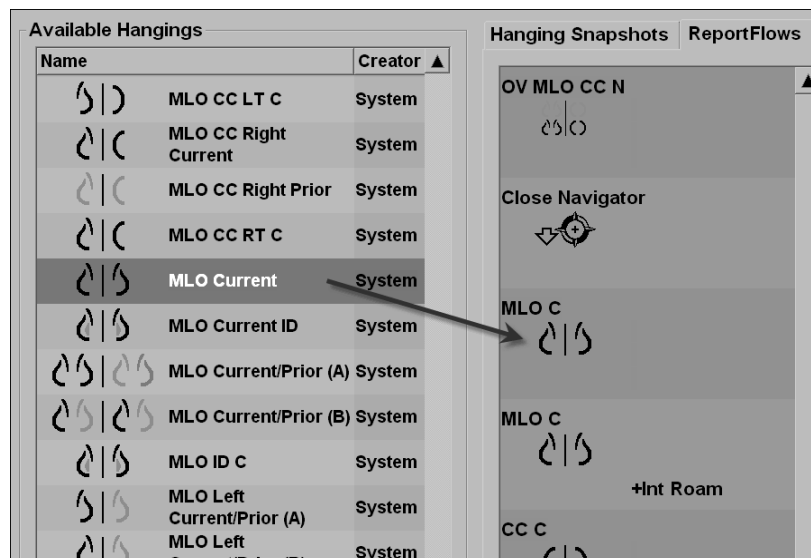 Available Hangings
Hanging Snapshots
ReportFlows
Name
Creator
MLO CC LT C
System
MLO CC Right
Current
System
MLO CC Right Prior
System
MLO CC RT C
System
MLO Current
System
MLO Current ID
System
MLO Current/Prior (A)
System
MLO Current/Prior (B)
System
MLO ID C
System
MLO Left
Current/Prior (A)
System
MLO Left
System
OV MLO CC N
Close Navigator
MLO C
MLO C
+Int Roam
CC C